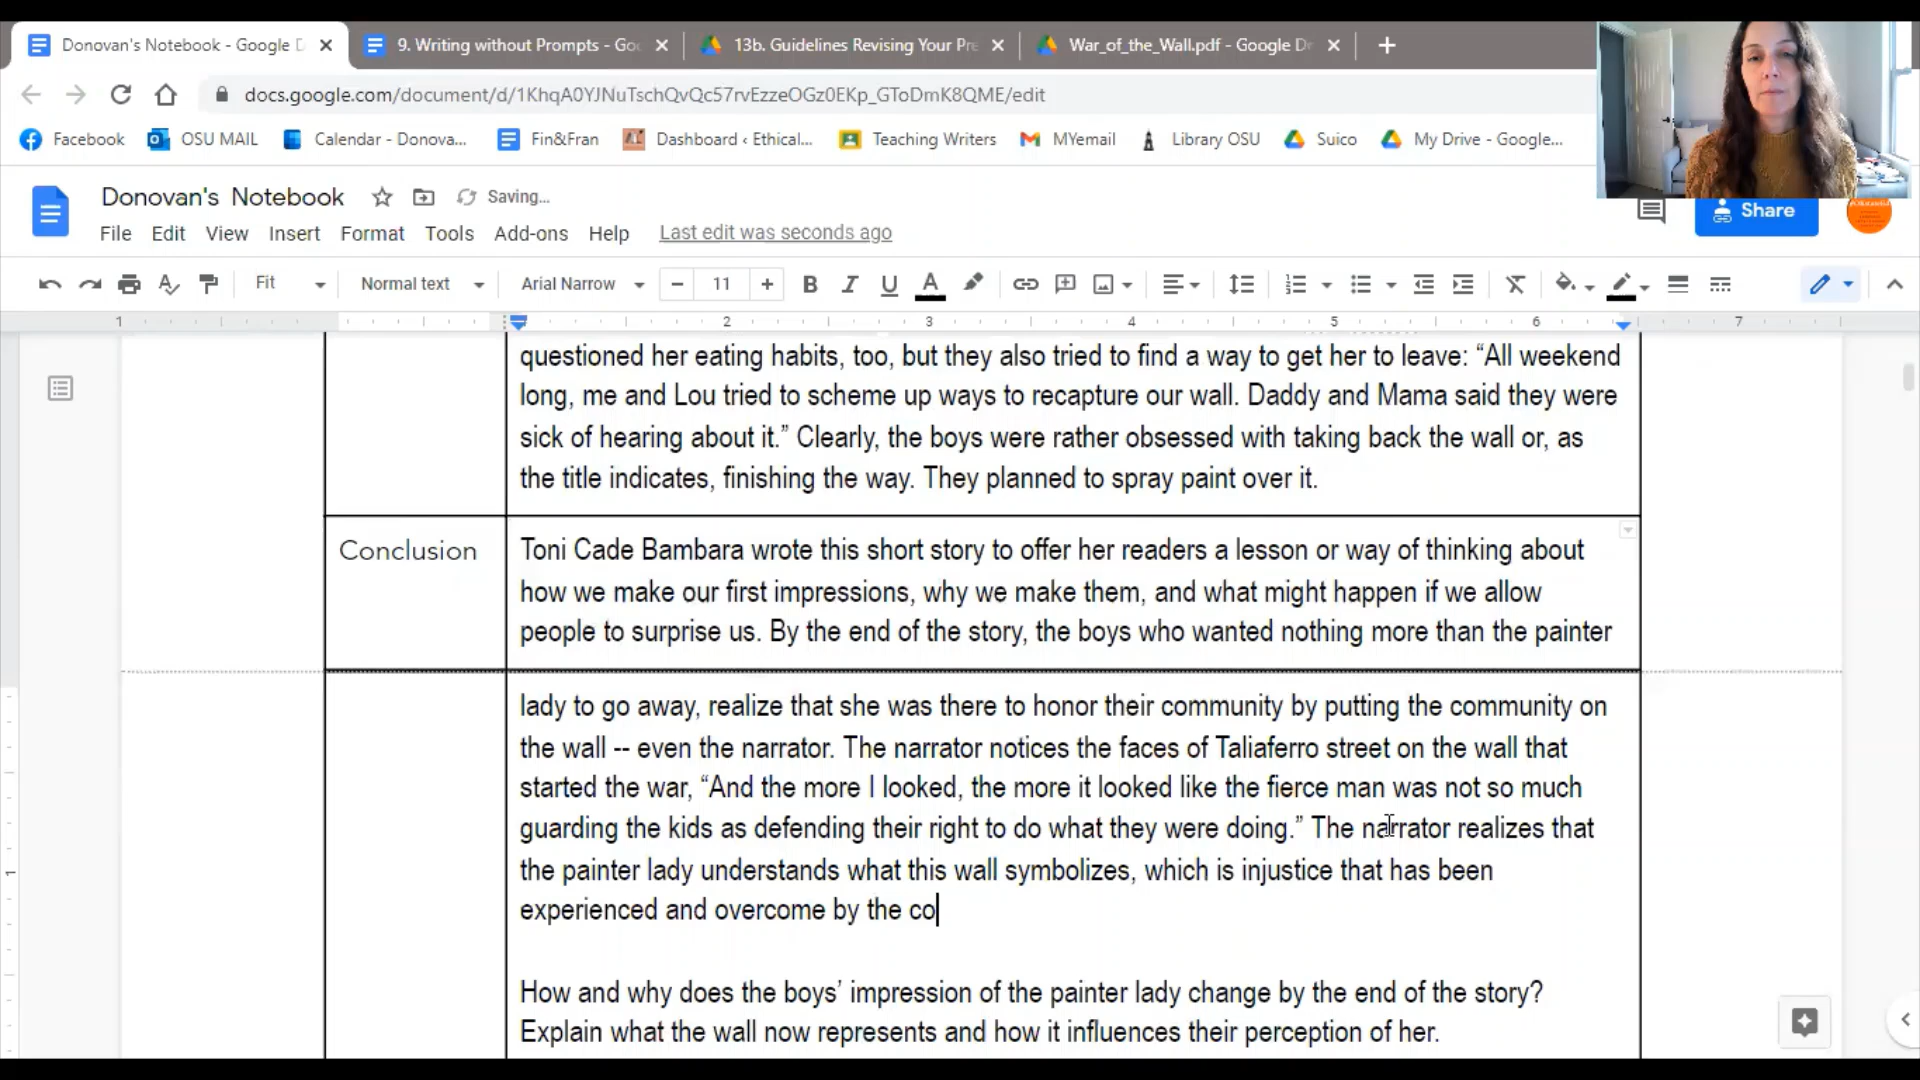 Donovan's Notebook - Google D
9. Writing without Prompts - Goo
13b. Guidelines Revising Your Pre
War_of_the_Wall.pdf - Google Dr
docs.google.com/document/d/1KhqA0YJNuTschQvQc57rvEzzeOGz0EKp_GToDmK8QME/edit
Facebook
OSU MAIL
Calendar - Donova...
Fin&Fran
Dashboard ‹ Ethical...
Teaching Writers
MYemail
Library OSU
Suico
My Drive - Google...
Donovan's Notebook
Saving...
Share
File Edit View Insert Format Tools Add-ons Help Last edit was seconds ago
Fit Normal text Arial Narrow 11 B I U A
1 1 2 3 4 5 6 7
questioned her eating habits, too, but they also tried to find a way to get her to leave: “All weekend
long, me and Lou tried to scheme up ways to recapture our wall. Daddy and Mama said they were
sick of hearing about it.” Clearly, the boys were rather obsessed with taking back the wall or, as
the title indicates, finishing the way. They planned to spray paint over it.
Conclusion
Toni Cade Bambara wrote this short story to offer her readers a lesson or way of thinking about
how we make our first impressions, why we make them, and what might happen if we allow
people to surprise us. By the end of the story, the boys who wanted nothing more than the painter
lady to go away, realize that she was there to honor their community by putting the community on
the wall -- even the narrator. The narrator notices the faces of Taliaferro street on the wall that
started the war, “And the more I looked, the more it looked like the fierce man was not so much
guarding the kids as defending their right to do what they were doing.” The narrator realizes that
the painter lady understands what this wall symbolizes, which is injustice that has been
experienced and overcome by the co
1
How and why does the boys’ impression of the painter lady change by the end of the story?
Explain what the wall now represents and how it influences their perception of her.